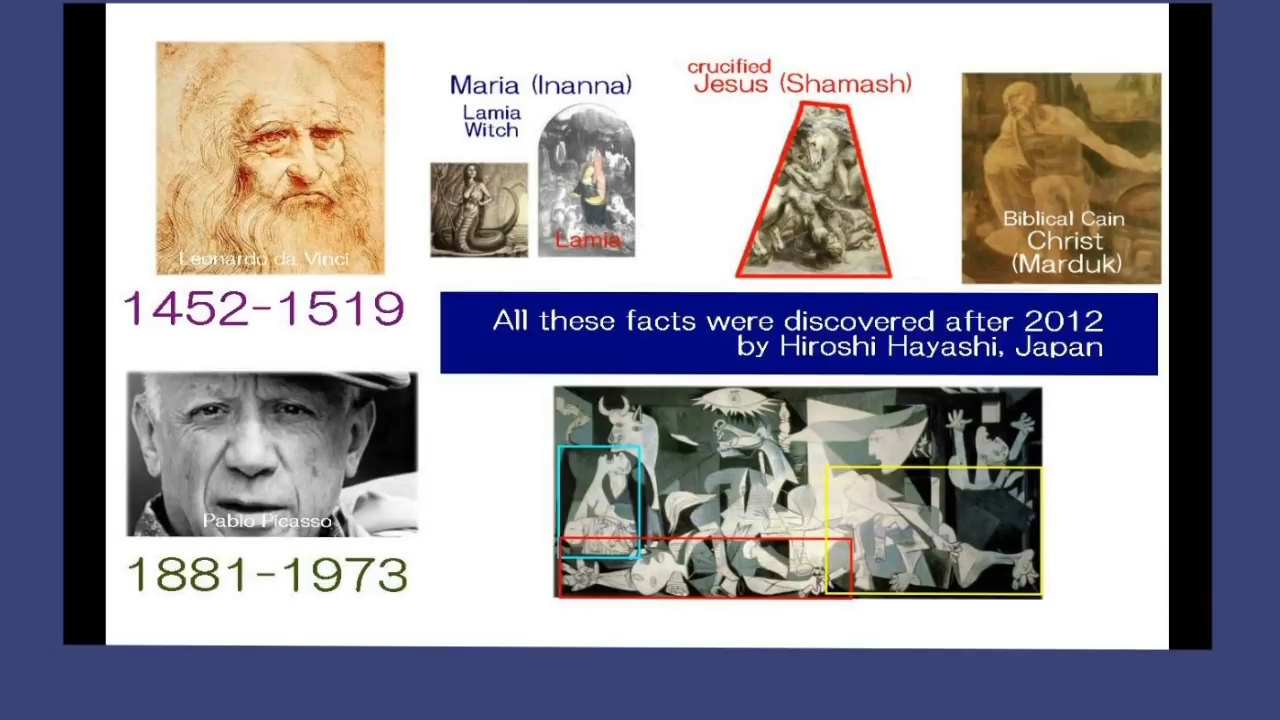 Leonardo da Vinci
1452-1519
Maria (Inanna)
Lamia
Witch
Lamia
crucified
Jesus (Shamash)
Biblical Cain
Christ
(Marduk)
All these facts were discovered after 2012
by Hiroshi Hayashi, Japan
Pablo Picasso
1881-1973